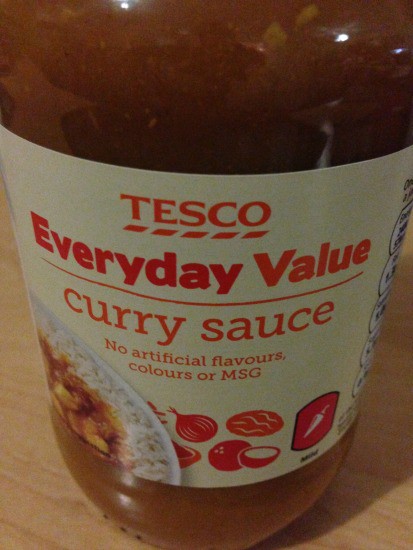 TESCO
Everyday Value
curry sauce
No artificial flavours,
colours or MSG
Mild